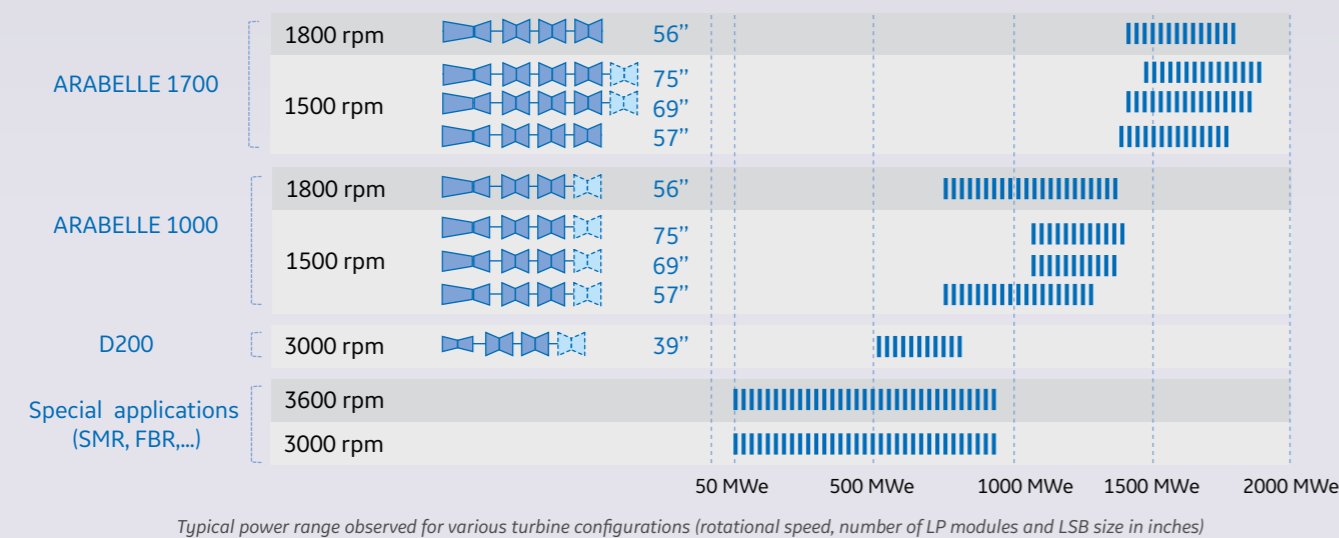 ARABELLE 1700
1800 rpm
56’’
1500 rpm
75’’
69’’
57’’
ARABELLE 1000
1800 rpm
56’’
1500 rpm
75’’
69’’
57’’
D200
3000 rpm
39’’
Special applications
(SMR, FBR,...)
3600 rpm
3000 rpm
50 MWe 500 MWe 1000 MWe 1500 MWe 2000 MWe
Typical power range observed for various turbine configurations (rotational speed, number of LP modules and LSB size in inches)